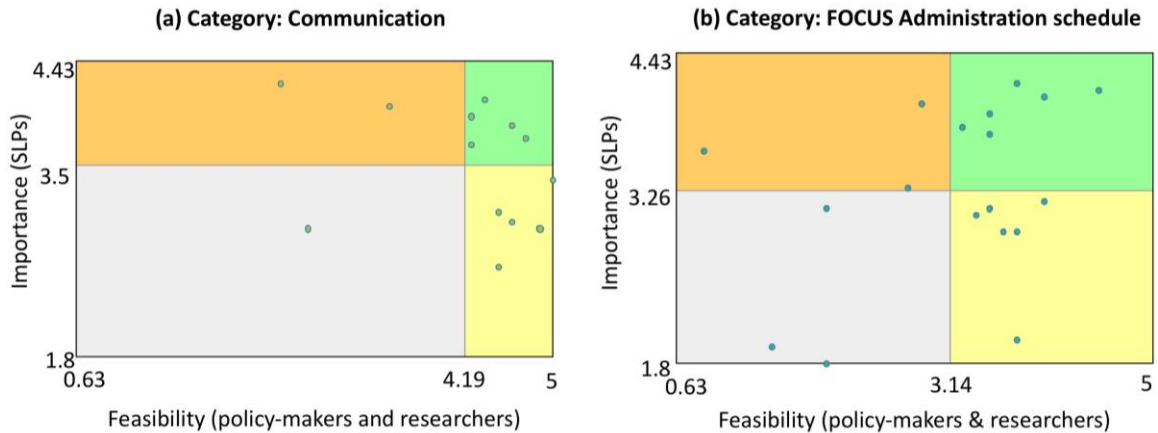 (a) Category: Communication
4.43
3.5
1.8
0.63
4.19
5
Importance (SLPs)
Feasibility (policy-makers and researchers)
(b) Category: FOCUS Administration schedule
4.43
3.26
1.8
0.63
3.14
5
Importance (SLPs)
Feasibility (policy-makers & researchers)